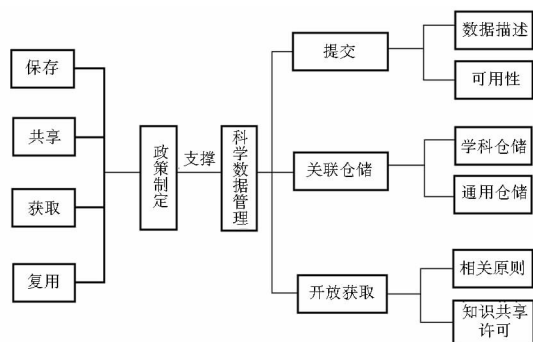 保存
共享
获取
复用
政策制定
支撑
科学数据管理
提交
关联仓储
开放获取
数据描述
可用性
学科仓储
通用仓储
相关原则
知识共享
许可